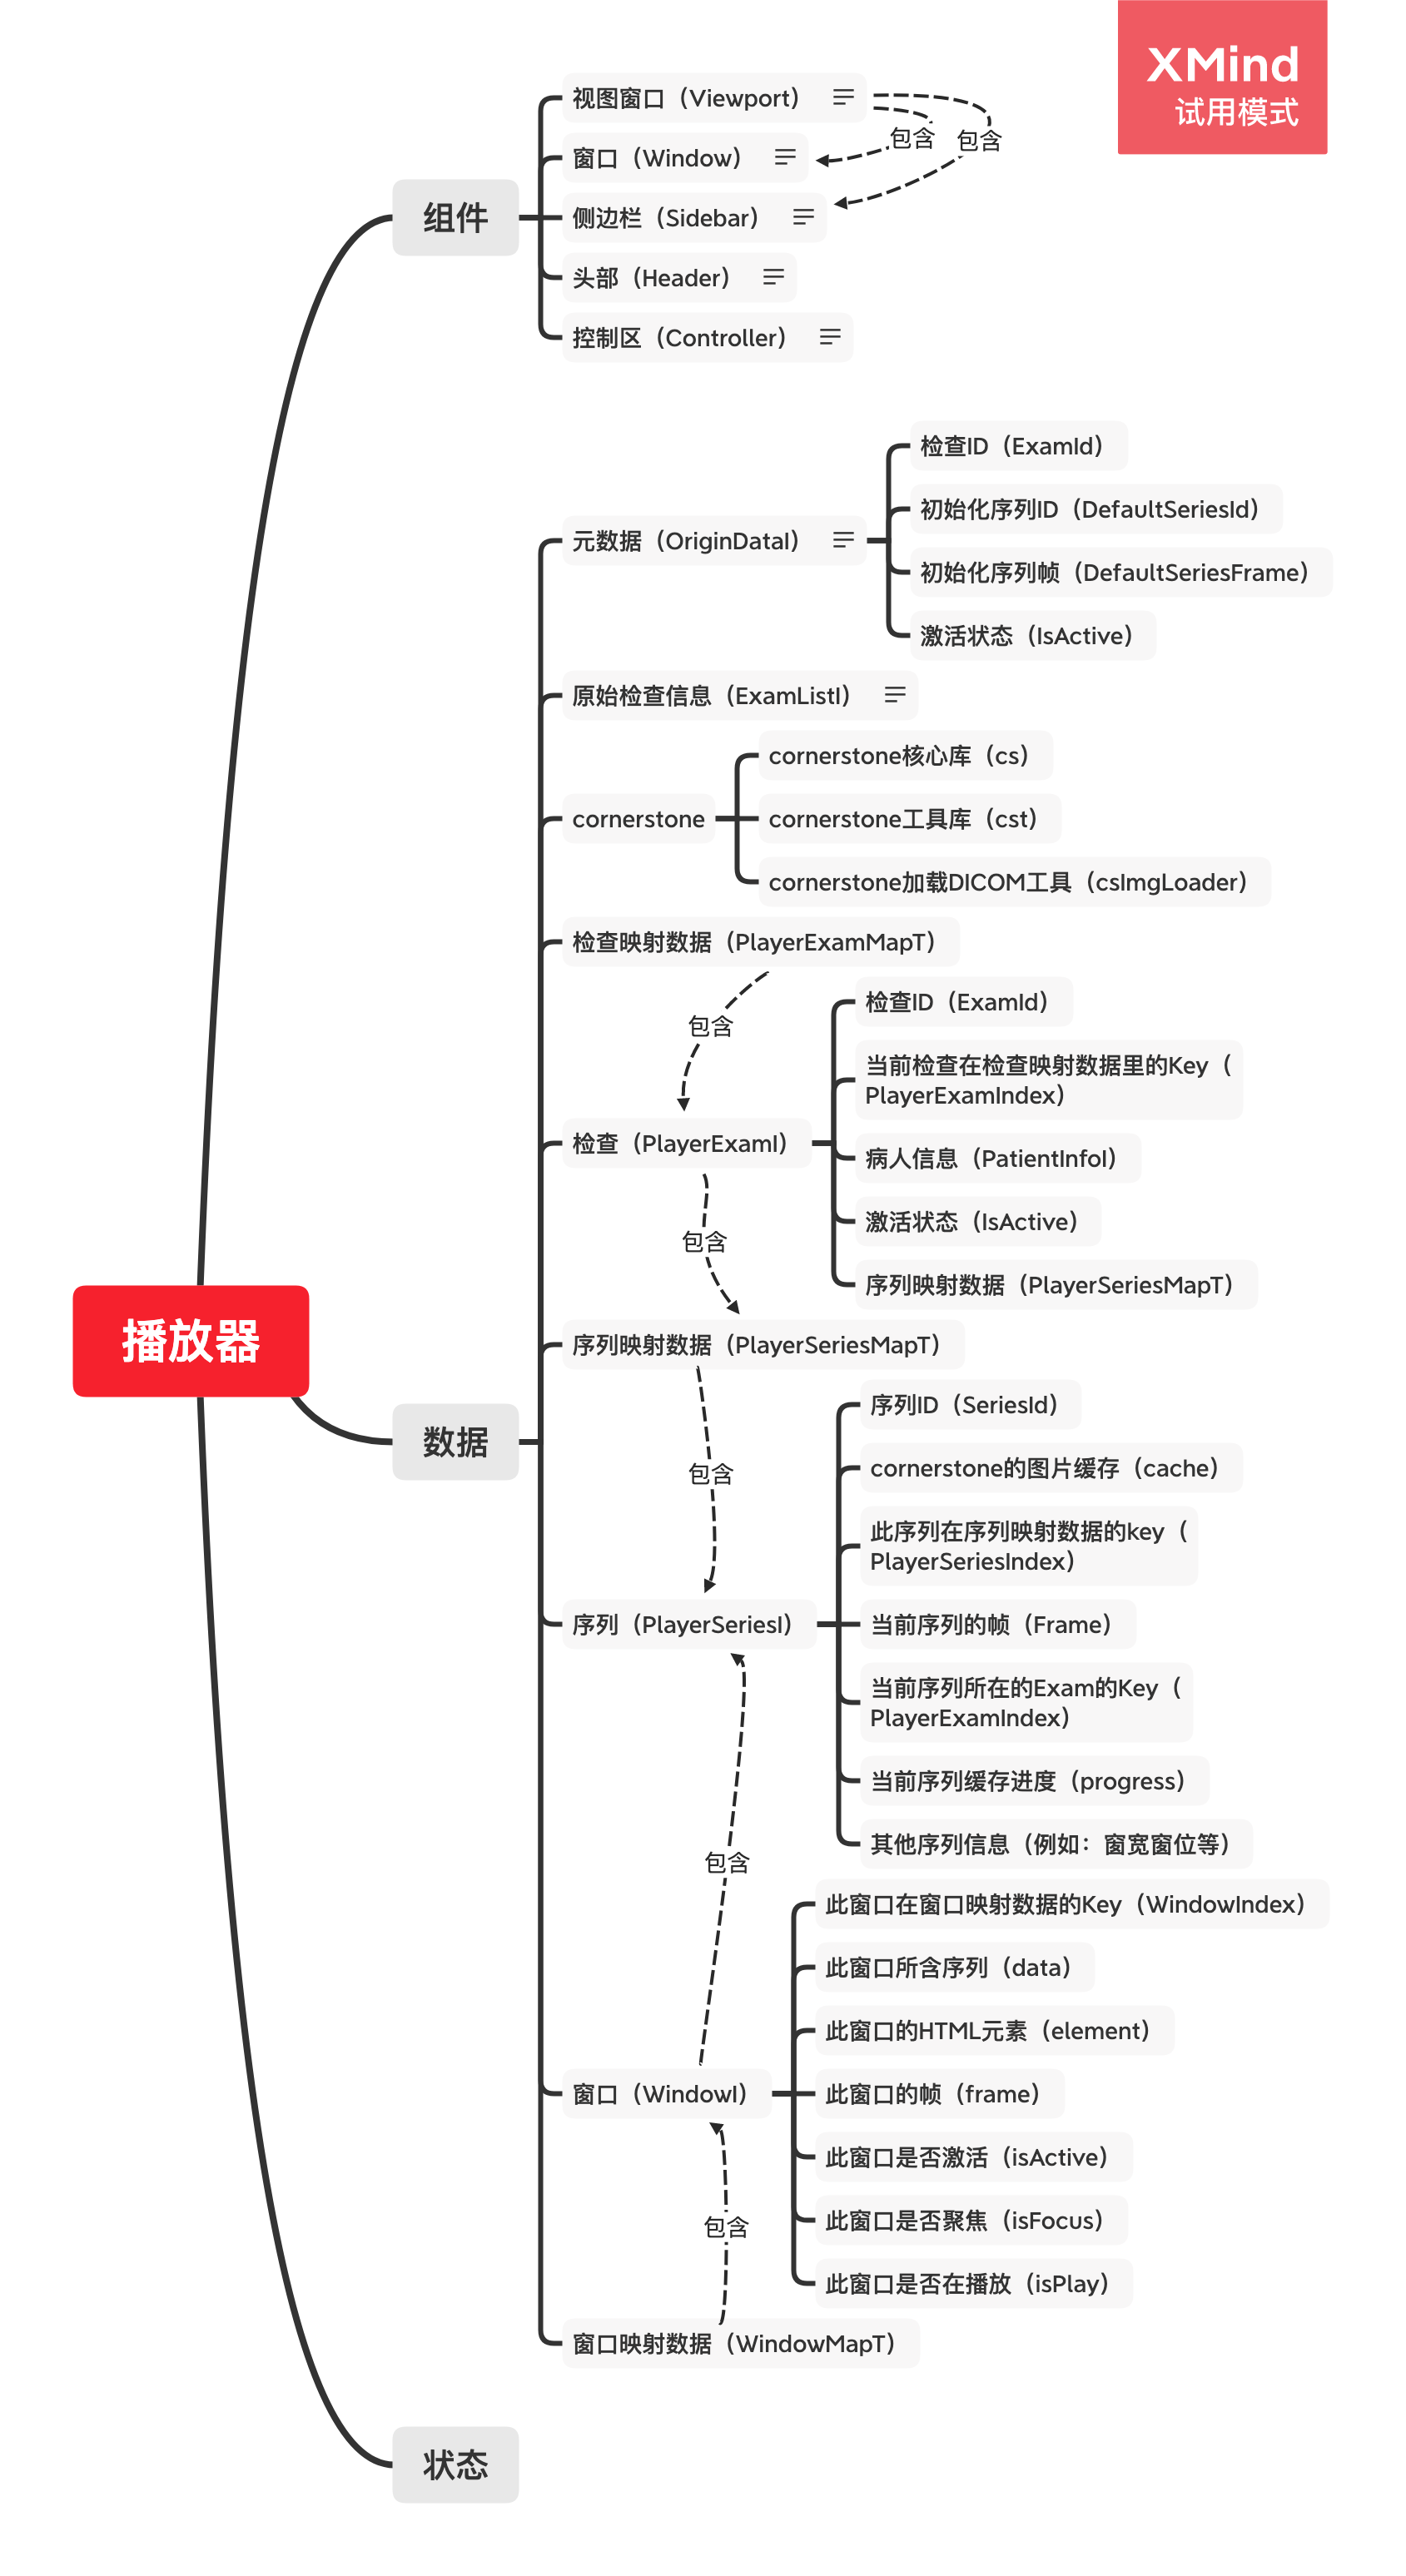 XMind
试用模式
视图窗口（Viewport）
包含
包含
窗口（Window）
侧边栏（Sidebar）
组件
头部（Header）
控制区（Controller）
检查ID（ExamId）
初始化序列ID（DefaultSeriesId）
元数据（OriginDataI）
初始化序列帧（DefaultSeriesFrame）
激活状态（IsActive）
原始检查信息（ExamListI）
cornerstone核心库（cs）
cornerstone
cornerstone工具库（cst）
cornerstone加载DICOM工具（csImgLoader）
检查映射数据（PlayerExamMapT）
包含
检查ID（ExamId）
当前检查在检查映射数据里的Key（
PlayerExamIndex）
检查（PlayerExamI）
病人信息（PatientInfoI）
激活状态（IsActive）
包含
序列映射数据（PlayerSeriesMapT）
播放器
序列映射数据（PlayerSeriesMapT）
数据
序列ID（SeriesId）
cornerstone的图片缓存（cache）
包含
此序列在序列映射数据的key（
PlayerSeriesIndex）
序列（PlayerSeriesI）
当前序列的帧（Frame）
当前序列所在的Exam的Key（
PlayerExamIndex）
当前序列缓存进度（progress）
其他序列信息（例如：窗宽窗位等）
包含
此窗口在窗口映射数据的Key（WindowIndex）
此窗口所含序列（data）
此窗口的HTML元素（element）
窗口（WindowI）
此窗口的帧（frame）
此窗口是否激活（isActive）
此窗口是否聚焦（isFocus）
包含
此窗口是否在播放（isPlay）
窗口映射数据（WindowMapT）
状态